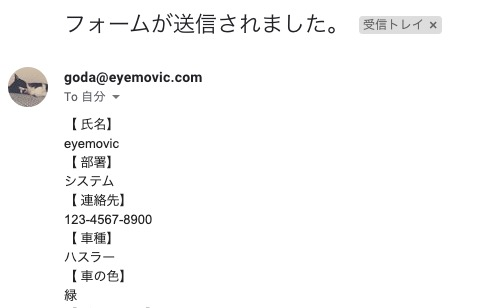 フォームが送信されました。 受信トレイ ×
goda@eyemovic.com
To 自分
【 氏名】
eyemovic
【 部署】
システム
【 連絡先】
123-4567-8900
【 車種】
ハスラー
【 車の色】
緑